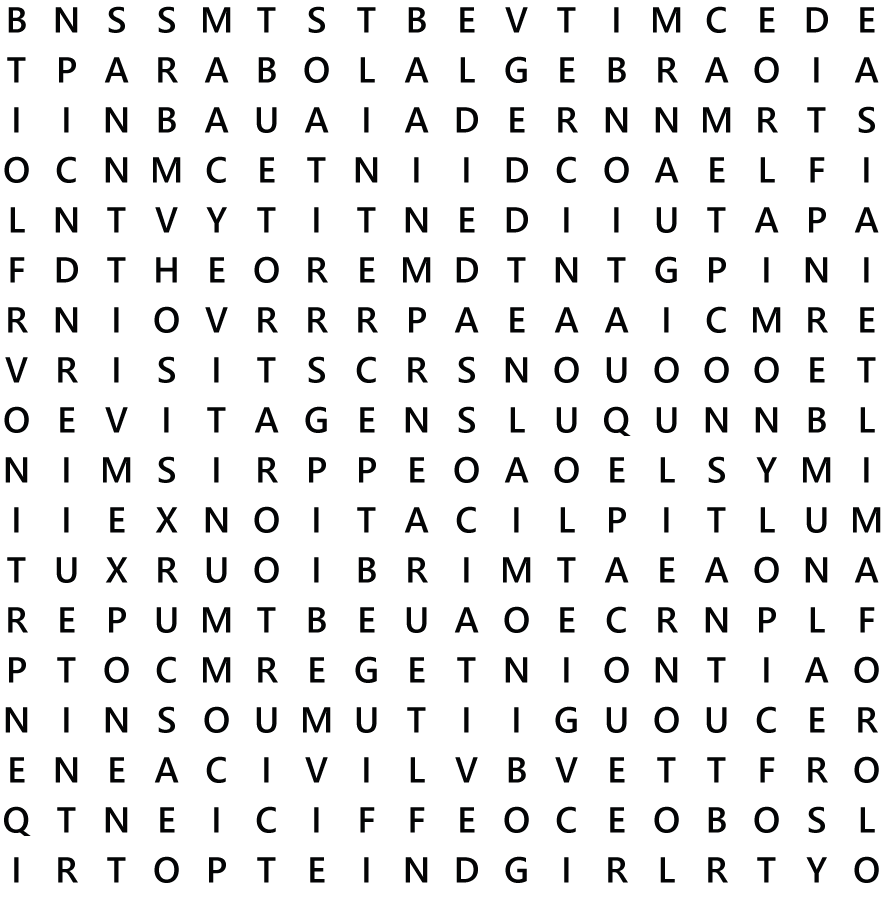 B N S S M T S T B E V T I M C E D E
T P A R A B O L A L G E B R A O I A
I I N B A U A I A D E R N N M R T S
O C N M C E T N I I D C O A E L F I
L N T V Y T I T N E D I I U T A P A
F D T H E O R E M D T N T G P I N I
R N I O V R R R P A E A A I C M R E
V R I S I T S C R S N O U O O O E T
O E V I T A G E N S L U Q U N N B L
N I M S I R P P E O A O E L S Y M I
I I E X N O I T A C I L P I T L U M
T U X R U O I B R I M T A E A O N A
R E P U M T B E U A O E C R N P L F
P T O C M R E G E T N I O N T I A O
N I N S O U M U T I I G U O U C E R
E N E A C I V I L V B V E T T F R O
Q T N E I C I F F E O C E O B O S L
I R T O P T E I N D G I R L R T Y O